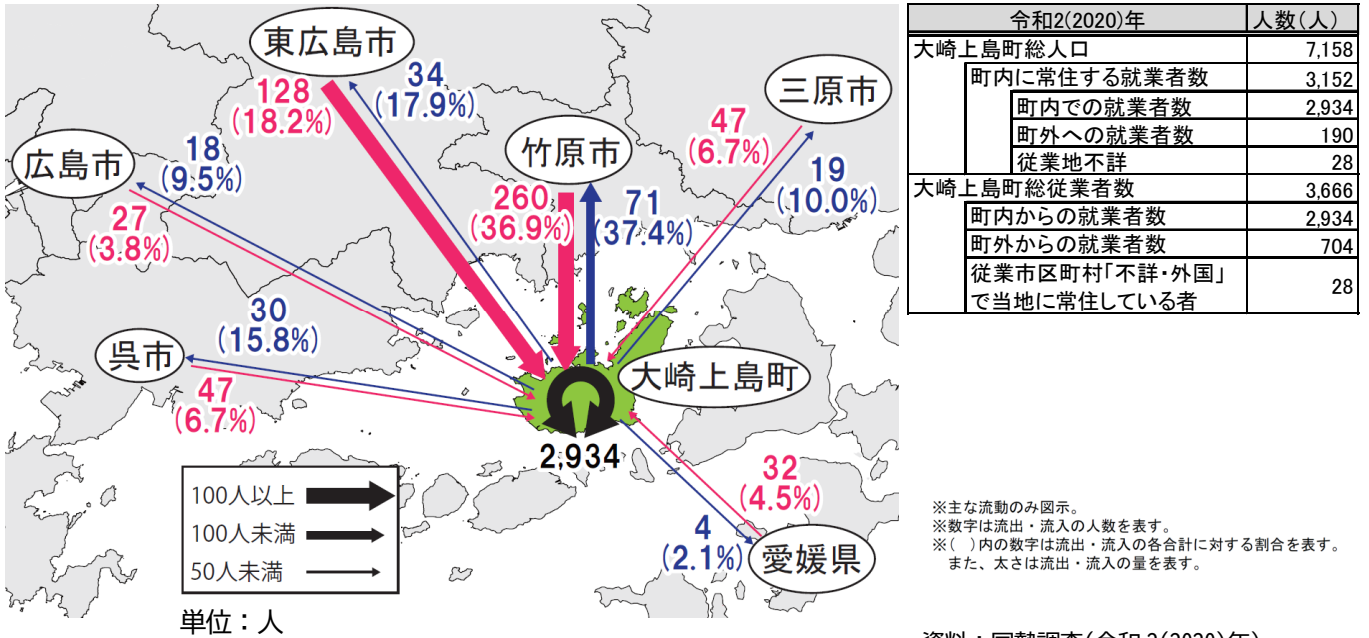 東広島市
34
(17.9%)
128
(18.2%)
三原市
47
(6.7%)
19
(10.0%)
竹原市
260
(36.9%)
71
(37.4%)
広島市
18
(9.5%)
27
(3.8%)
30
(15.8%)
呉市
47
(6.7%)
大崎上島町
2,934
32
(4.5%)
4
(2.1%)
愛媛県
100人以上
100人未満
50人未満
単位：人
令和2(2020)年 人数(人)
大崎上島町総人口 7,158
町内に常住する就業者数 3,152
町内での就業者数 2,934
町外への就業者数 190
従業地不詳 28
大崎上島町総従業者数 3,666
町内からの就業者数 2,934
町外からの就業者数 704
従業市区町村「不詳・外国」
で当地に常住している者 28
※主な流動のみ図示。
※数字は流出・流入の人数を表す。
※( )内の数字は流出・流入の各合計に対する割合を表す。
また、太さは流出・流入の量を表す。